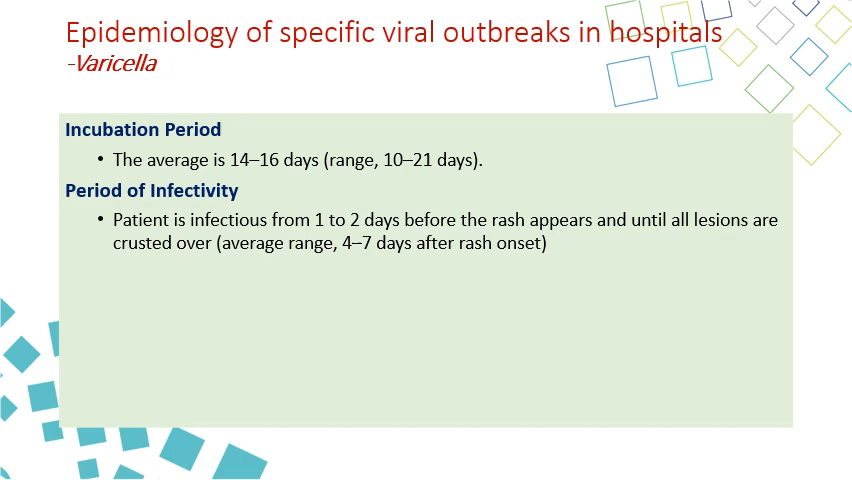 Epidemiology of specific viral outbreaks in hospitals
-Varicella
Incubation Period
• The average is 14–16 days (range, 10–21 days).
Period of Infectivity
• Patient is infectious from 1 to 2 days before the rash appears and until all lesions are
crusted over (average range, 4–7 days after rash onset)